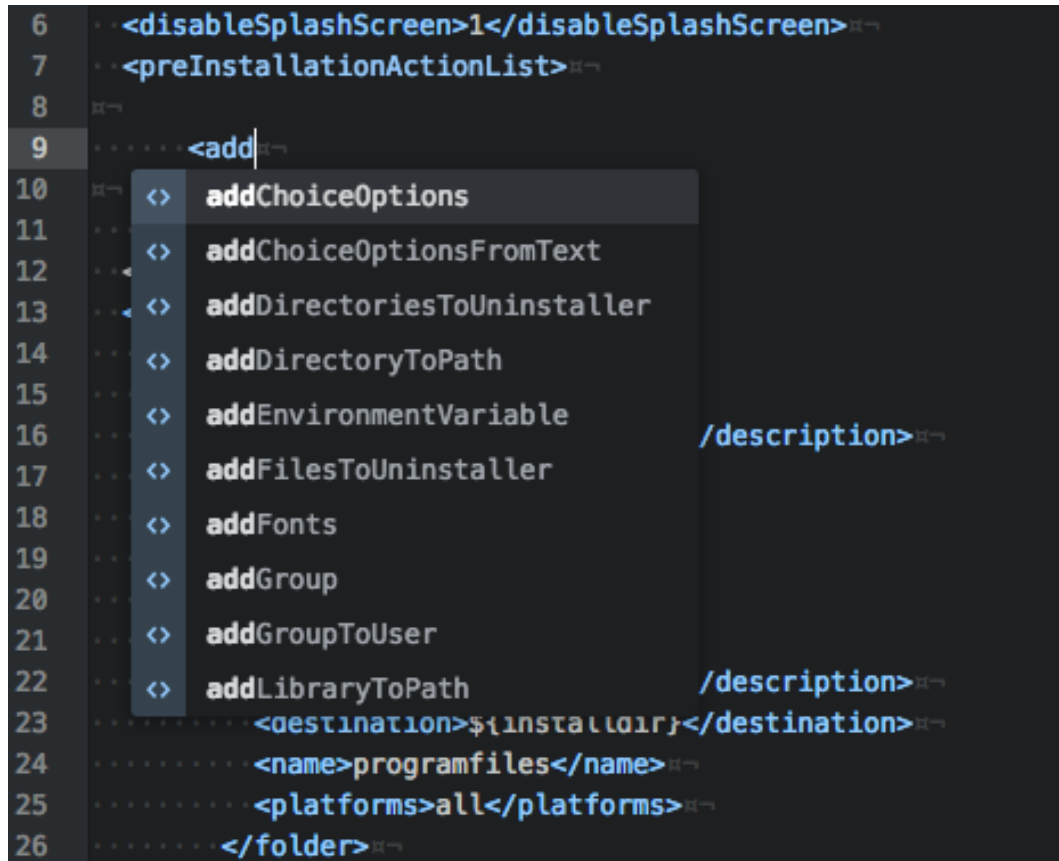 6 <disableSplashScreen>1</disableSplashScreen>¤¬
7 <preInstallationActionList>¤¬
8 ¤¬
9 <add¤¬
10 ¤¬
<> addChoiceOptions
11
<> addChoiceOptionsFromText
12 <
13 <
<> addDirectoriesToUninstaller
14
<> addDirectoryToPath
15
<> addEnvironmentVariable
16 /description>¤¬
17
<> addFilesToUninstaller
18
<> addFonts
19
<> addGroup
20
21
<> addGroupToUser
22 /description>¤¬
<> addLibraryToPath
23 <destination>${installdir}</destination>¤¬
24 <name>programfiles</name>¤¬
25 <platforms>all</platforms>¤¬
26 </folder>¤¬